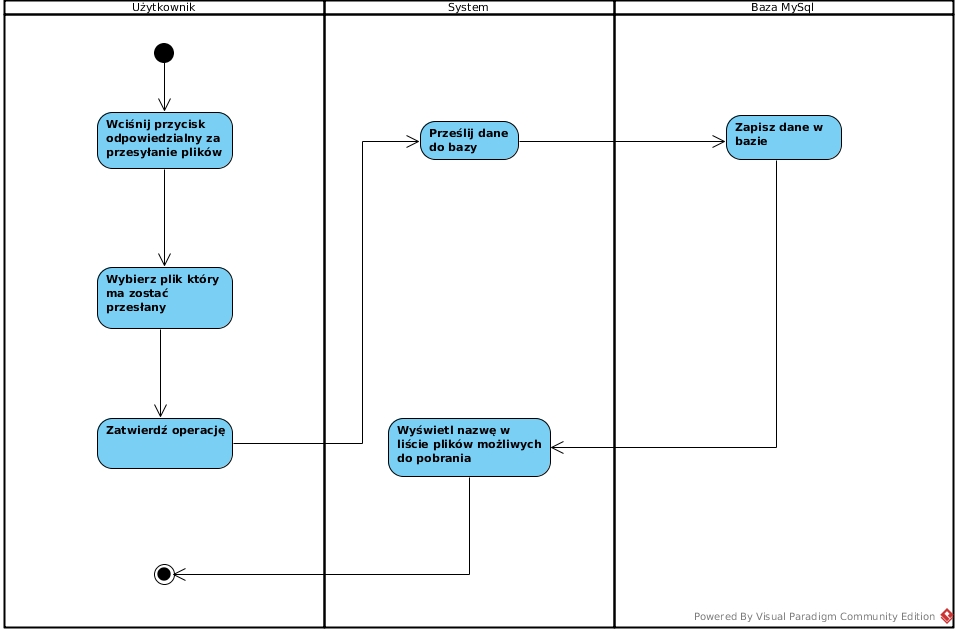 Użytkownik
System
Baza MySql
Wciśnij przycisk
odpowiedzialny za
przesyłanie plików
Prześlij dane
do bazy
Zapisz dane w
bazie
Wybierz plik który
ma zostać
przesłany
Zatwierdź operację
Wyświetl nazwę w
liście plików możliwych
do pobrania
Powered By Visual Paradigm Community Edition